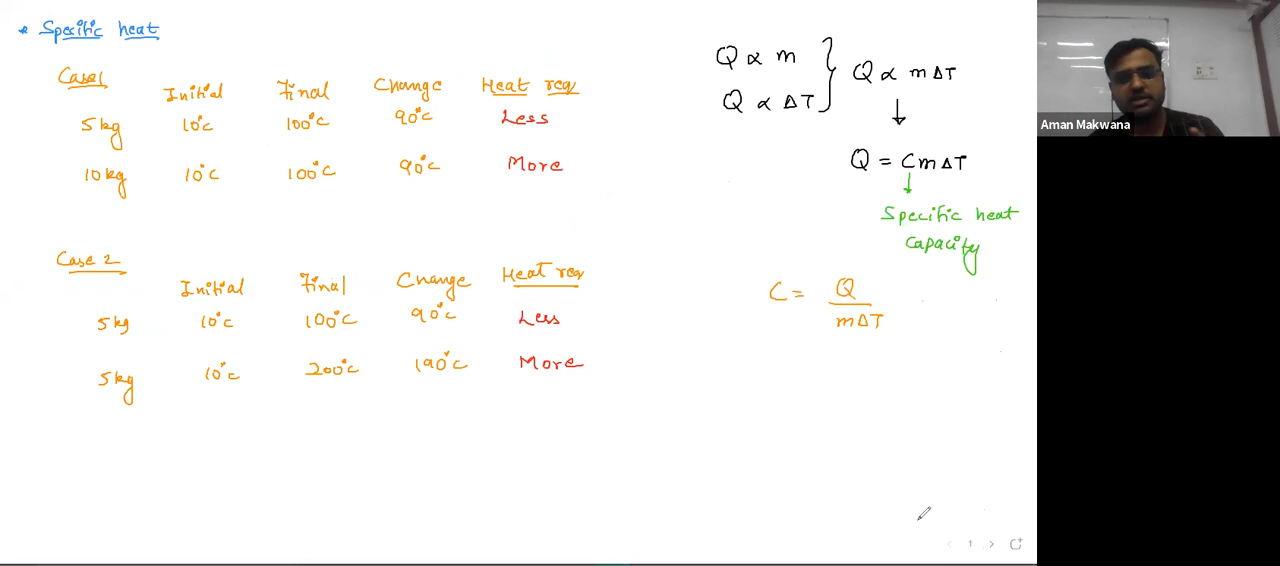 * Specific heat
Case1
Initial Final Change Heat req
5kg 10°c 100°c 90°c Less
10kg 10°c 100°c 90°c More
Case 2
Initial Final Change Heat req
5kg 10°c 100°c 90°c Less
5kg 10°c 200°c 190°c More
Q ∝ m
Q ∝ ΔT
Q ∝ mΔT
↓
Q = CmΔT
↓
Specific heat
capacity
C = Q
mΔT
Aman Makwana
1